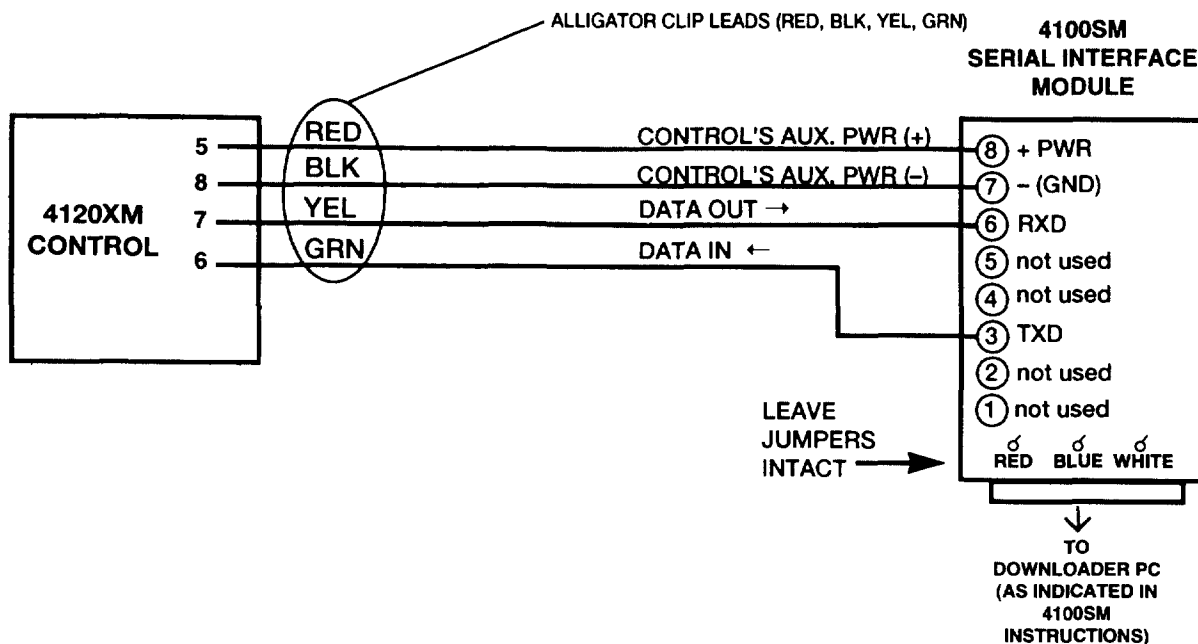 ALLIGATOR CLIP LEADS (RED, BLK, YEL, GRN)
4100SM
SERIAL INTERFACE
MODULE
4120XM
CONTROL
5
8
7
6
RED
BLK
YEL
GRN
CONTROL'S AUX. PWR (+)
CONTROL'S AUX. PWR (–)
DATA OUT →
DATA IN ←
8 + PWR
7 – (GND)
6 RXD
5 not used
4 not used
3 TXD
2 not used
1 not used
LEAVE
JUMPERS
INTACT
RED BLUE WHITE
TO
DOWNLOADER PC
(AS INDICATED IN
4100SM
INSTRUCTIONS)